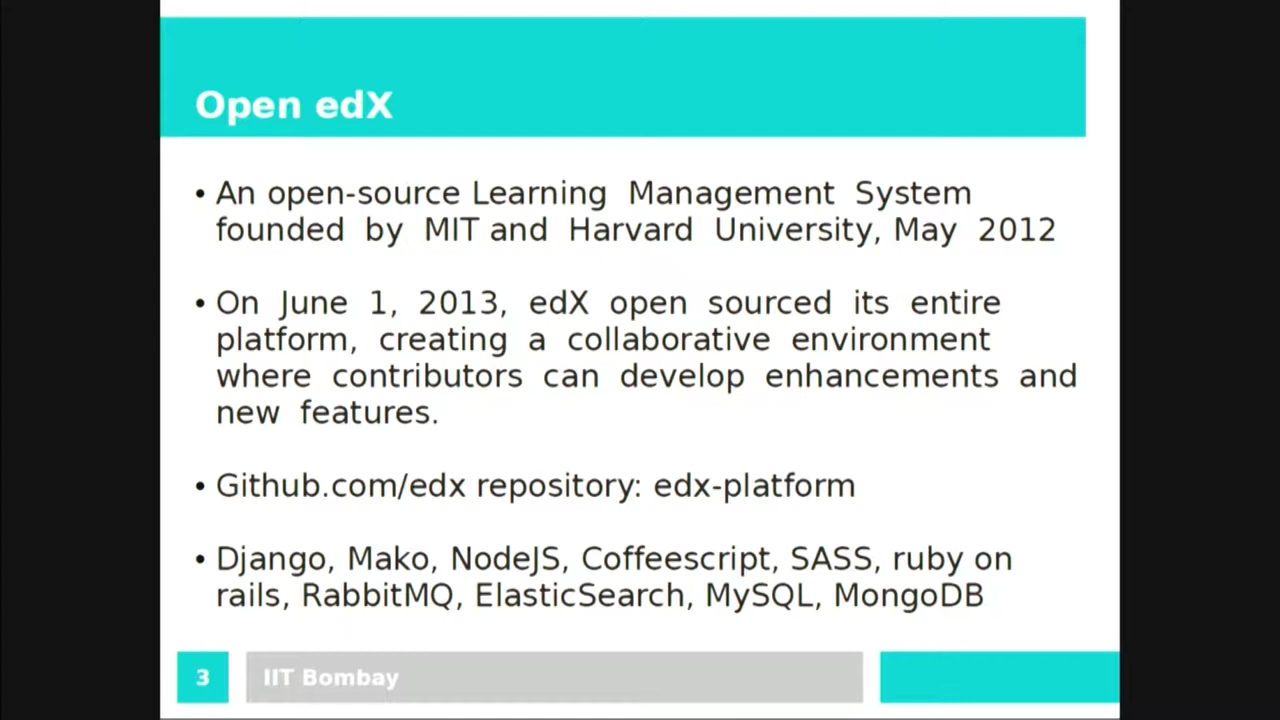 Open edX
• An open-source Learning Management System
founded by MIT and Harvard University, May 2012
• On June 1, 2013, edX open sourced its entire
platform, creating a collaborative environment
where contributors can develop enhancements and
new features.
• Github.com/edx repository: edx-platform
• Django, Mako, NodeJS, Coffeescript, SASS, ruby on
rails, RabbitMQ, ElasticSearch, MySQL, MongoDB
3 IIT Bombay